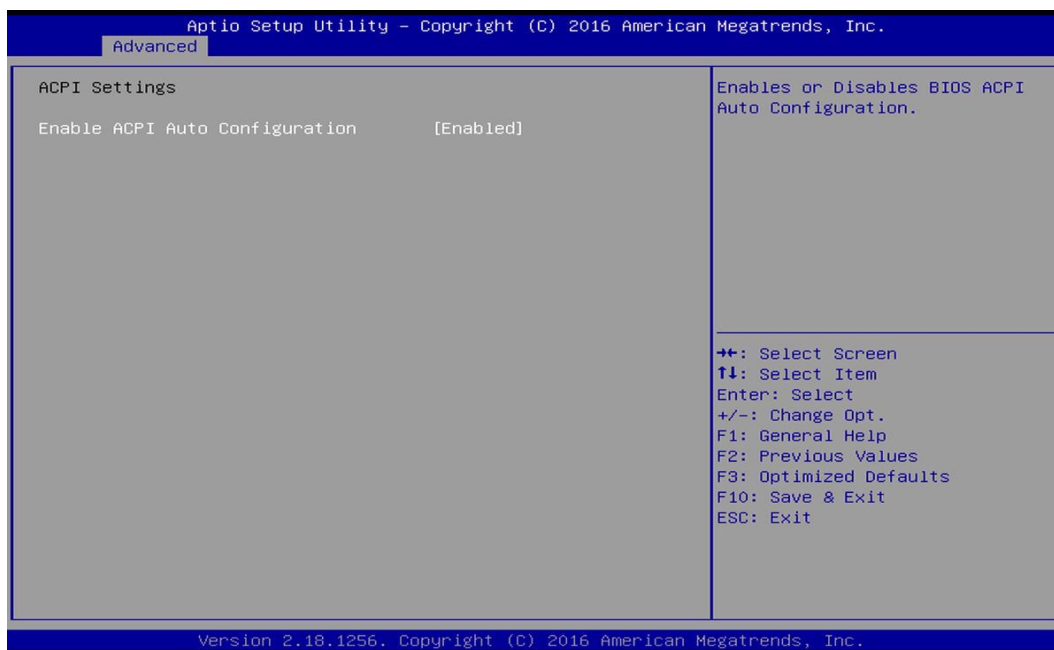 Aptio Setup Utility – Copyright (C) 2016 American Megatrends, Inc.
Advanced
ACPI Settings
Enable ACPI Auto Configuration [Enabled]
Enables or Disables BIOS ACPI
Auto Configuration.
→←: Select Screen
↑↓: Select Item
Enter: Select
+/-: Change Opt.
F1: General Help
F2: Previous Values
F3: Optimized Defaults
F10: Save & Exit
ESC: Exit
Version 2.18.1256. Copyright (C) 2016 American Megatrends, Inc.